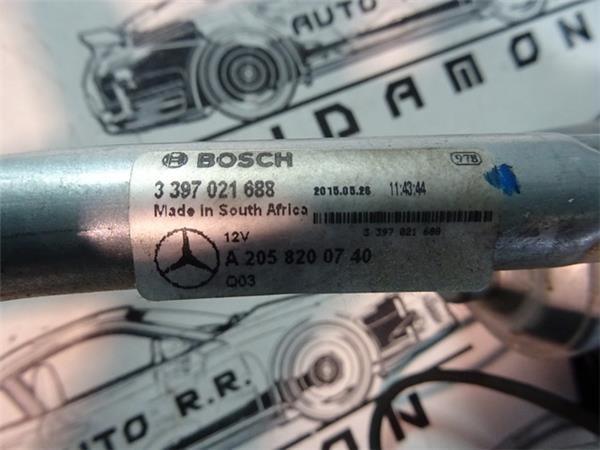 AUTO
DAMON
BOSCH
978
3 397 021 688
2015.05.26
11:43:44
Made in South Africa
3 397 021 688
12V
A 205 820 07 40
Q03
AUTO R.R.